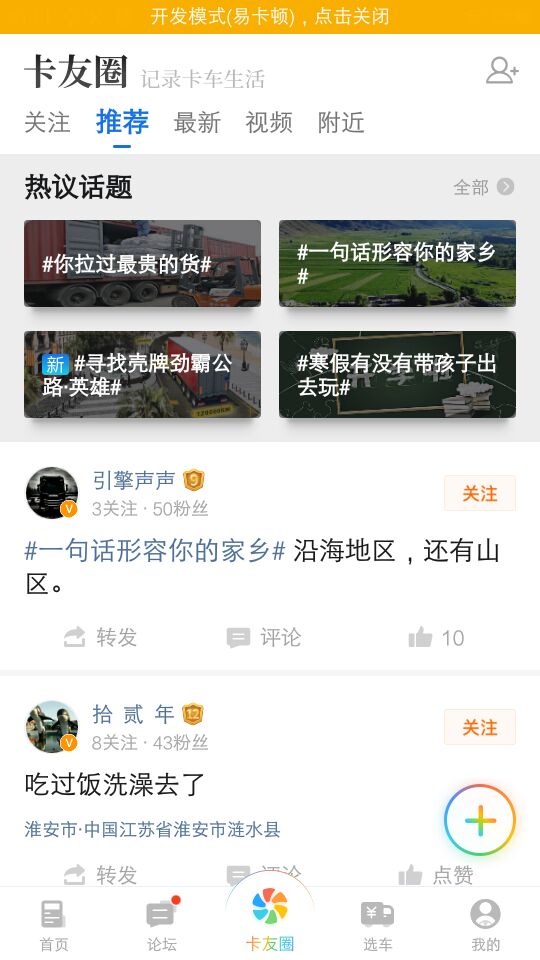 开发模式(易卡顿)，点击关闭
卡友圈 记录卡车生活
关注 推荐 最新 视频 附近
热议话题 全部
#你拉过最贵的货#
#一句话形容你的家乡
#
新 #寻找壳牌劲霸公
路·英雄#
#寒假有没有带孩子出
去玩#
引擎声声 9
3关注 · 50粉丝
关注
#一句话形容你的家乡# 沿海地区，还有山
区。
转发 评论 10
拾 贰 年 12
8关注 · 43粉丝
关注
吃过饭洗澡去了
淮安市·中国江苏省淮安市涟水县
转发 评论 点赞
首页 论坛 卡友圈 选车 我的